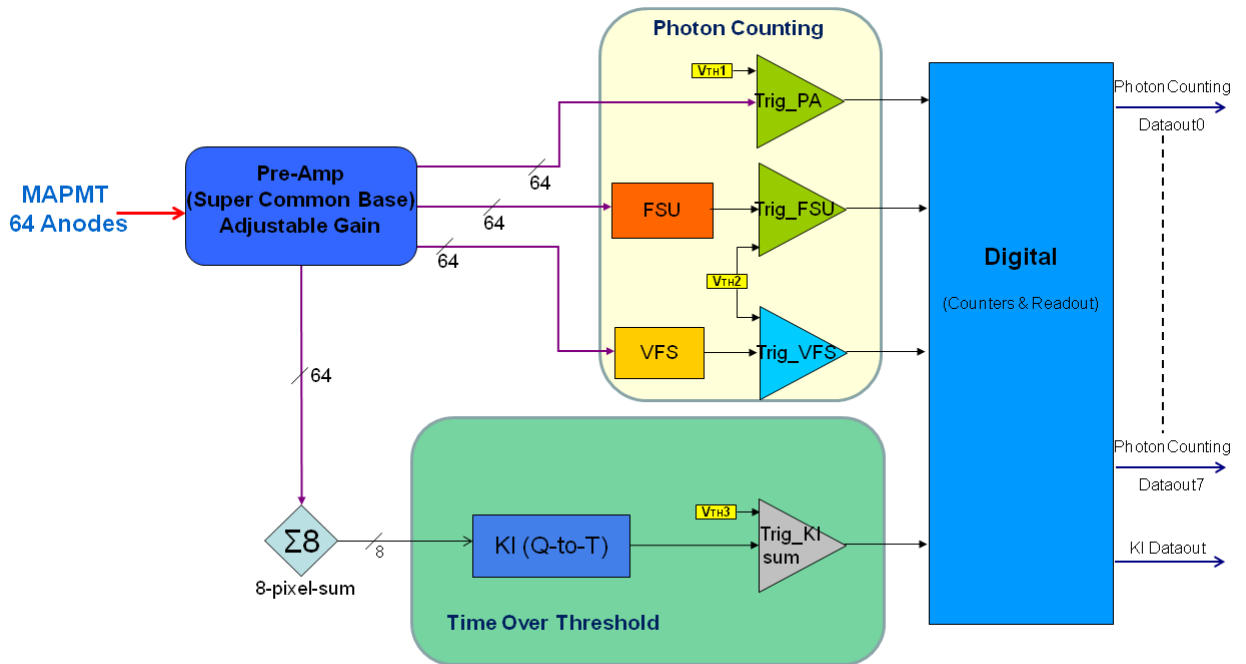 Photon Counting
VTH1
Trig_PA
Photon Counting
Dataout0
Pre-Amp
(Super Common Base)
Adjustable Gain
MAPMT
64 Anodes
64
64
64
FSU
Trig_FSU
VTH2
Digital
(Counters & Readout)
VFS
Trig_VFS
64
Photon Counting
Dataout7
VTH3
Σ8
8
8-pixel-sum
KI (Q-to-T)
Trig_KI
sum
KI Dataout
Time Over Threshold